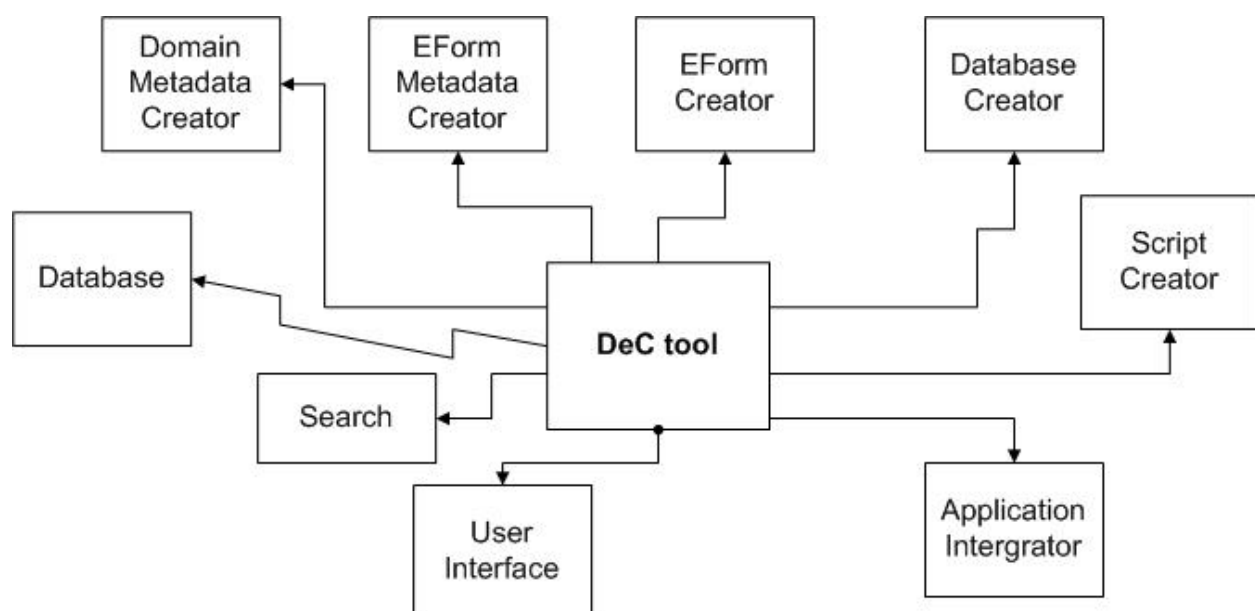 Domain
Metadata
Creator
EForm
Metadata
Creator
EForm
Creator
Database
Creator
Database
Script
Creator
DeC tool
Search
User
Interface
Application
Intergrator